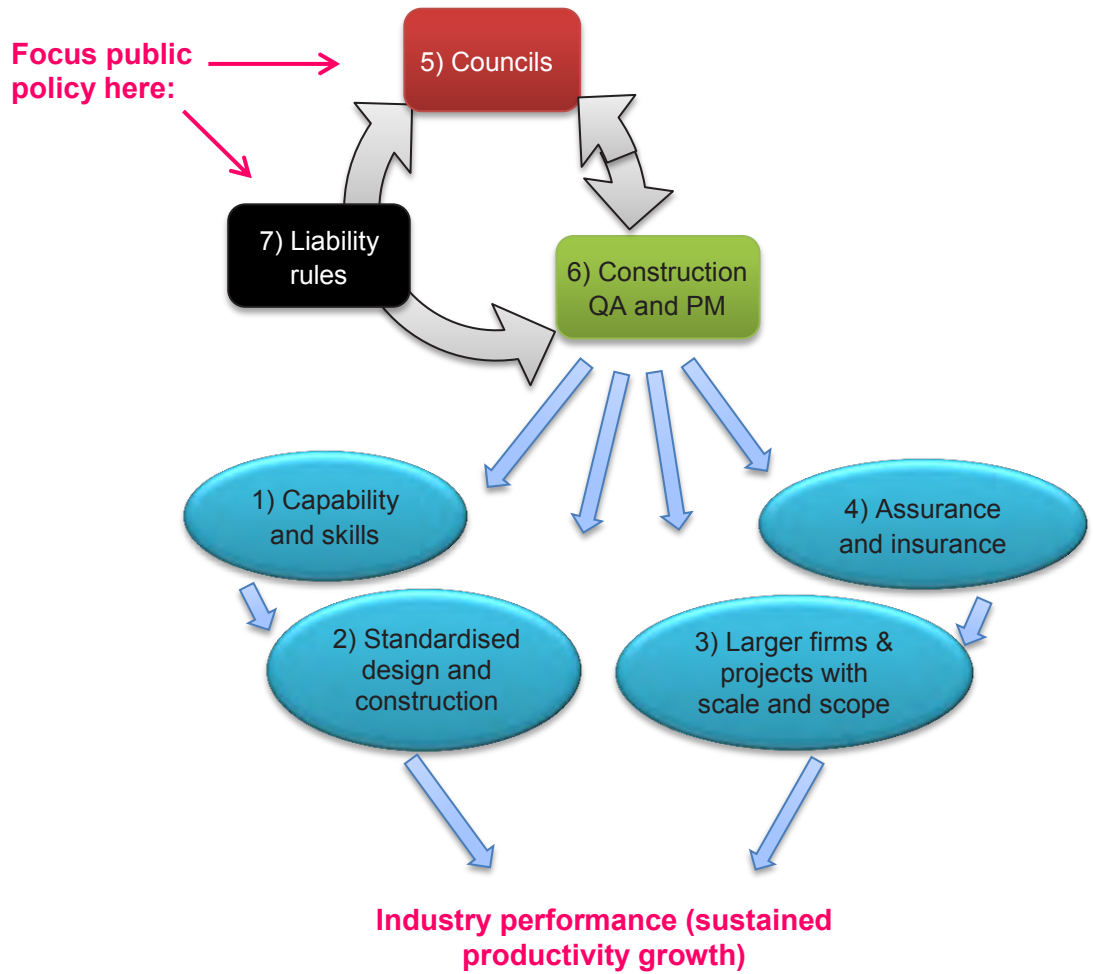 Focus public
policy here:
5) Councils
7) Liability
rules
6) Construction
QA and PM
1) Capability
and skills
4) Assurance
and insurance
2) Standardised
design and
construction
3) Larger firms &
projects with
scale and scope
Industry performance (sustained
productivity growth)